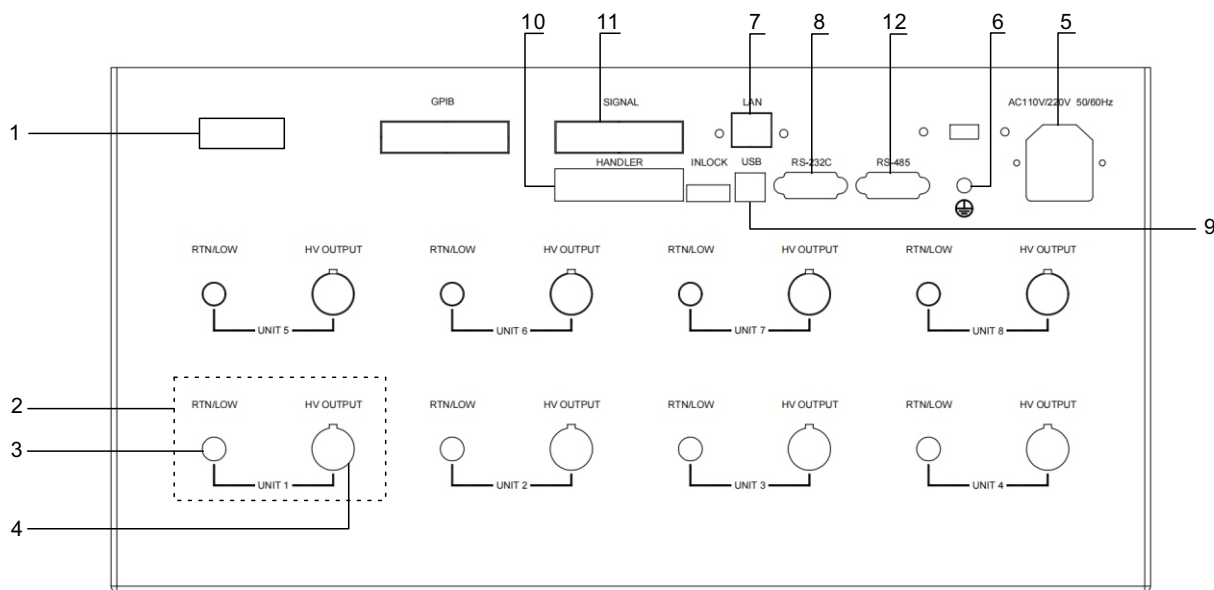 10 11 7 8 12 6 5
GPIB SIGNAL LAN AC110V/220V 50/60Hz
1
HANDLER INLOCK USB RS-232C RS-485
10
9
RTN/LOW HV OUTPUT RTN/LOW HV OUTPUT RTN/LOW HV OUTPUT RTN/LOW HV OUTPUT
UNIT 5 UNIT 6 UNIT 7 UNIT 8
2
RTN/LOW HV OUTPUT RTN/LOW HV OUTPUT RTN/LOW HV OUTPUT RTN/LOW HV OUTPUT
3
UNIT 1 UNIT 2 UNIT 3 UNIT 4
4